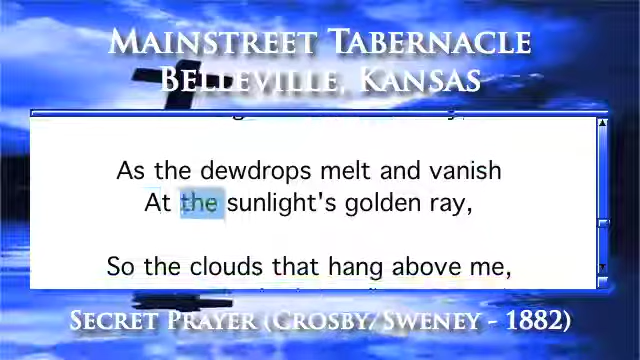 Mainstreet Tabernacle
Belleville, Kansas
As the dewdrops melt and vanish
At the sunlight's golden ray,
So the clouds that hang above me,
Secret Prayer (Crosby/Sweney - 1882)